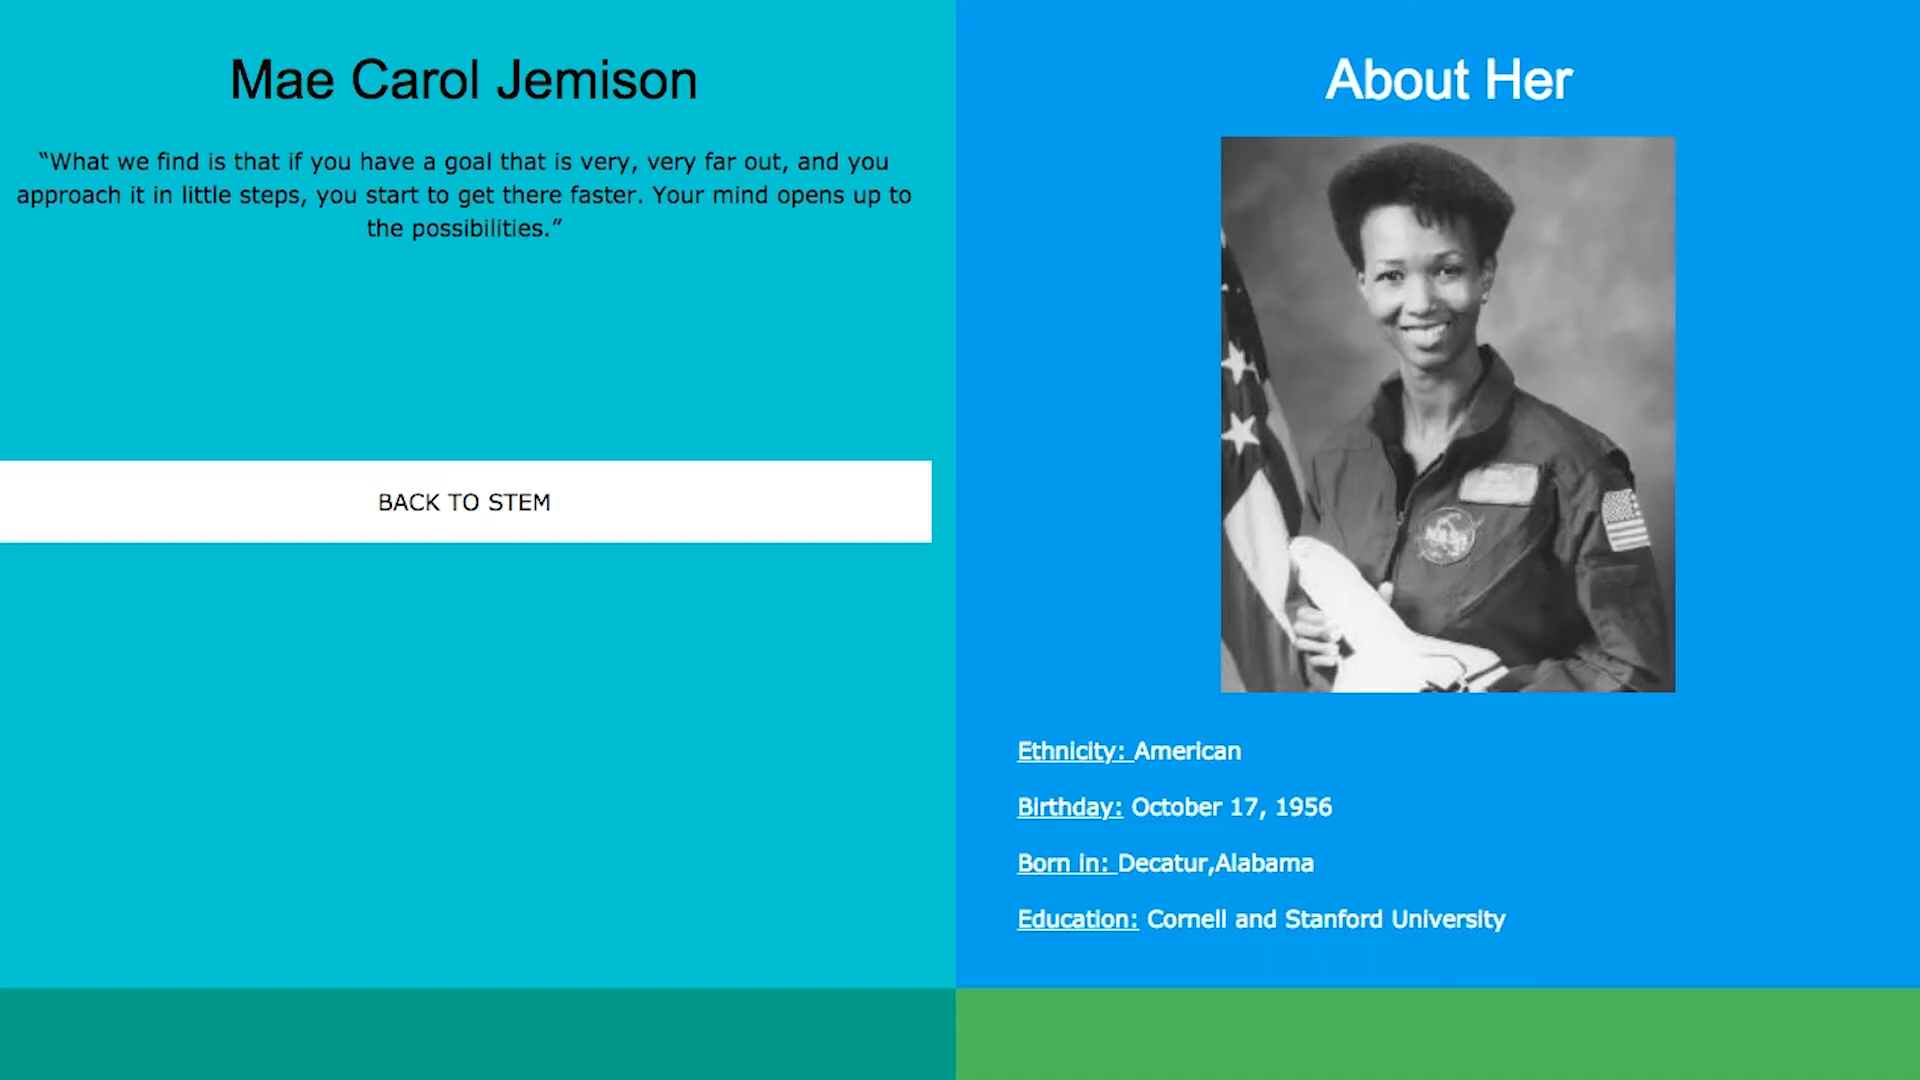 Mae Carol Jemison
“What we find is that if you have a goal that is very, very far out, and you
approach it in little steps, you start to get there faster. Your mind opens up to
the possibilities.”
BACK TO STEM
About Her
Ethnicity: American
Birthday: October 17, 1956
Born in: Decatur,Alabama
Education: Cornell and Stanford University